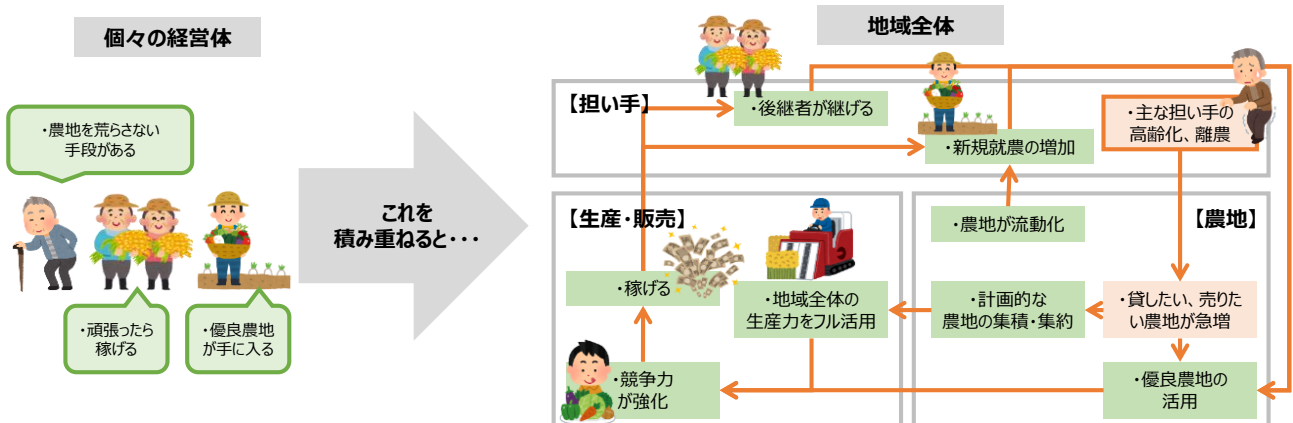 個々の経営体
・農地を荒らさない
手段がある
・頑張ったら
稼げる
・優良農地
が手に入る
これを
積み重ねると・・・
地域全体
【担い手】
・後継者が継げる
・新規就農の増加
・主な担い手の
高齢化、離農
【生産・販売】
・稼げる
・地域全体の
生産力をフル活用
・競争力
が強化
【農地】
・農地が流動化
・計画的な
農地の集積・集約
・貸したい、売りた
い農地が急増
・優良農地の
活用